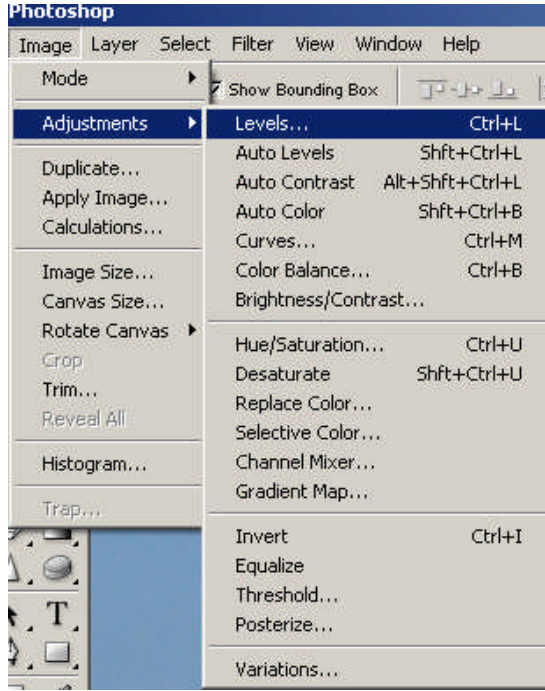 Photoshop
Image Layer Select Filter View Window Help
Show Bounding Box
Mode
Adjustments
Duplicate...
Apply Image...
Calculations...
Image Size...
Canvas Size...
Rotate Canvas
Crop
Trim...
Reveal All
Histogram...
Trap...
Levels... Ctrl+L
Auto Levels Shft+Ctrl+L
Auto Contrast Alt+Shft+Ctrl+L
Auto Color Shft+Ctrl+B
Curves... Ctrl+M
Color Balance... Ctrl+B
Brightness/Contrast...
Hue/Saturation... Ctrl+U
Desaturate Shft+Ctrl+U
Replace Color...
Selective Color...
Channel Mixer...
Gradient Map...
Invert Ctrl+I
Equalize
Threshold...
Posterize...
Variations...
T